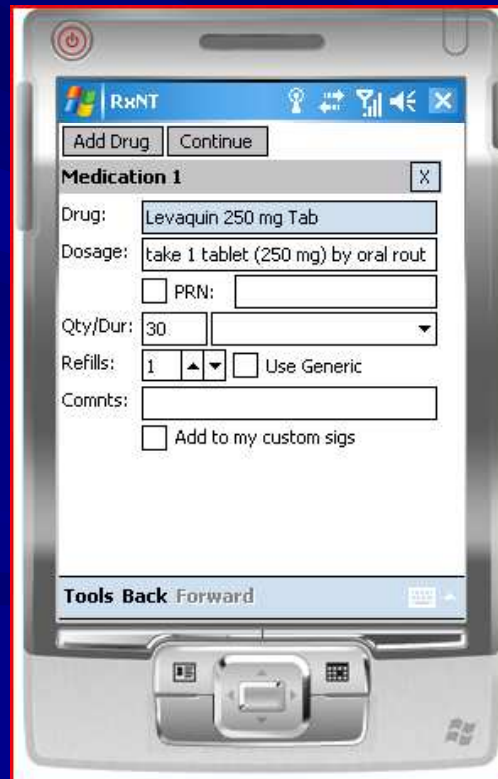 RxNT
Add Drug Continue
Medication 1 X
Drug: Levaquin 250 mg Tab
Dosage: take 1 tablet (250 mg) by oral rout
PRN:
Qty/Dur: 30
Refills: 1 Use Generic
Comnts:
Add to my custom sigs
Tools Back Forward